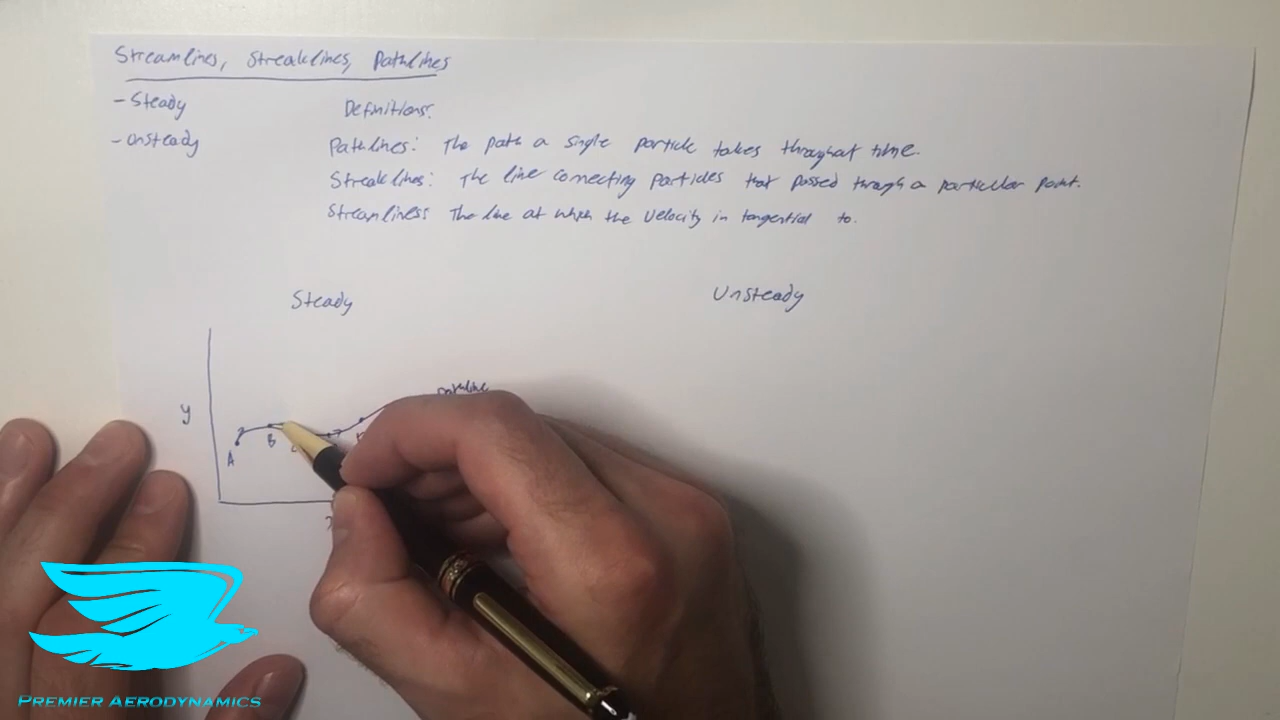 Streamlines, Streaklines, Pathlines
- Steady
Definitions:
- Unsteady
Pathlines: The path a single particle takes throughout time.
Streaklines: The line connecting particles that passed through a particular point.
Streamlines The line at which the velocity in tangential to.
Steady
Unsteady
pathline
y
A
B
PREMIER AERODYNAMICS